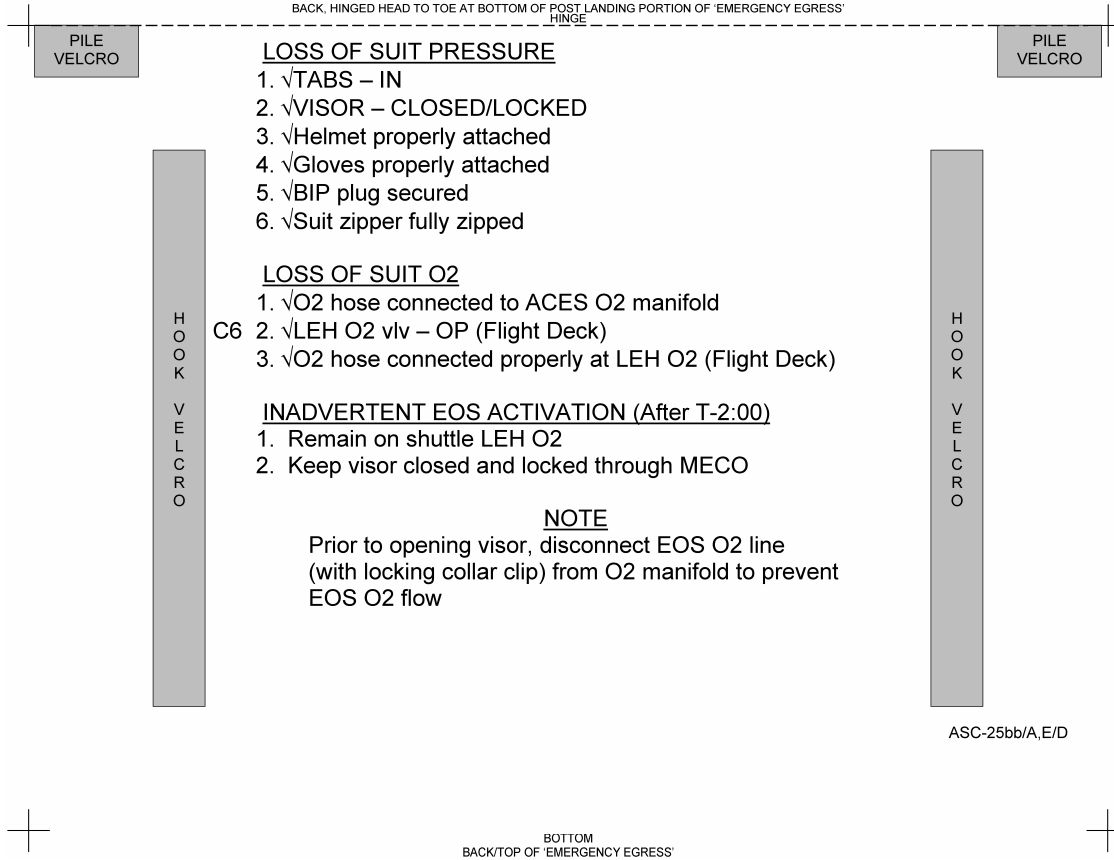 BACK, HINGED HEAD TO TOE AT BOTTOM OF POST LANDING PORTION OF ‘EMERGENCY EGRESS’
HINGE
PILE
VELCRO
PILE
VELCRO
LOSS OF SUIT PRESSURE
1. √TABS – IN
2. √VISOR – CLOSED/LOCKED
3. √Helmet properly attached
4. √Gloves properly attached
5. √BIP plug secured
6. √Suit zipper fully zipped
LOSS OF SUIT O2
1. √O2 hose connected to ACES O2 manifold
C6 2. √LEH O2 vlv – OP (Flight Deck)
3. √O2 hose connected properly at LEH O2 (Flight Deck)
INADVERTENT EOS ACTIVATION (After T-2:00)
1. Remain on shuttle LEH O2
2. Keep visor closed and locked through MECO
NOTE
Prior to opening visor, disconnect EOS O2 line
(with locking collar clip) from O2 manifold to prevent
EOS O2 flow
HOOK VELCRO
HOOK VELCRO
ASC-25bb/A,E/D
BOTTOM
BACK/TOP OF ‘EMERGENCY EGRESS’